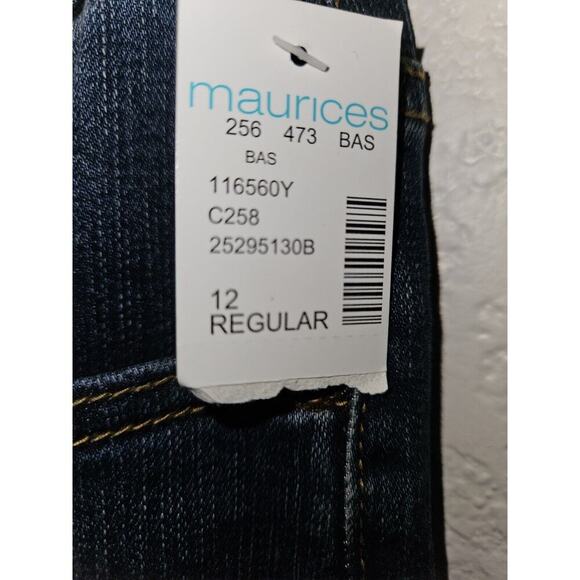 maurices
256 473 BAS
BAS
116560Y
C258
25295130B
12
REGULAR